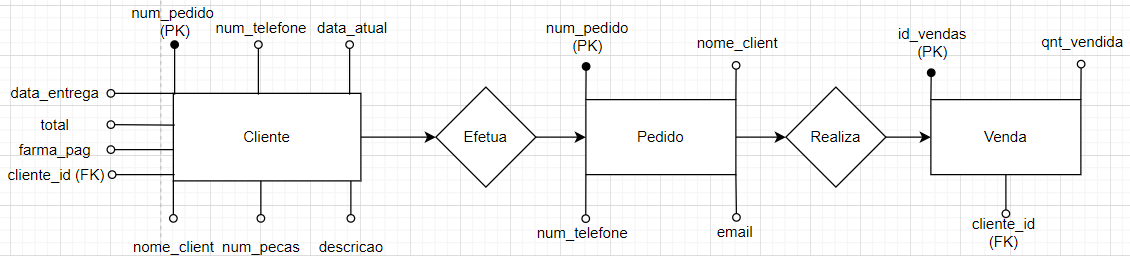 num_pedido
(PK)
num_telefone
data_atual
num_pedido
(PK)
nome_client
id_vendas
(PK)
qnt_vendida
data_entrega
total
farma_pag
cliente_id (FK)
Cliente
Efetua
Pedido
Realiza
Venda
nome_client
num_pecas
descricao
num_telefone
email
cliente_id
(FK)